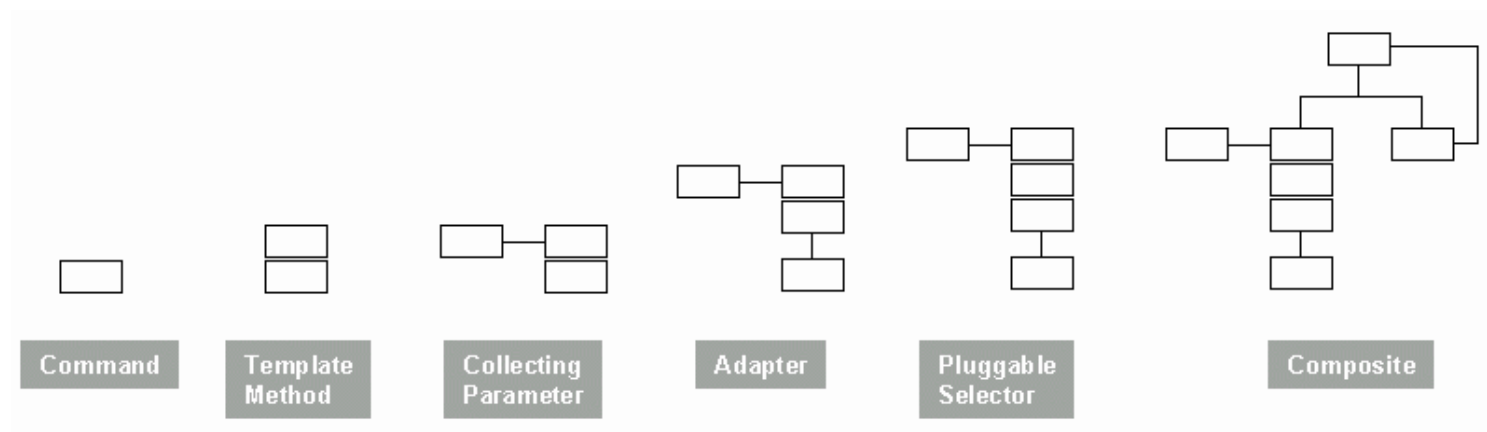 Command
Template
Method
Collecting
Parameter
Adapter
Pluggable
Selector
Composite